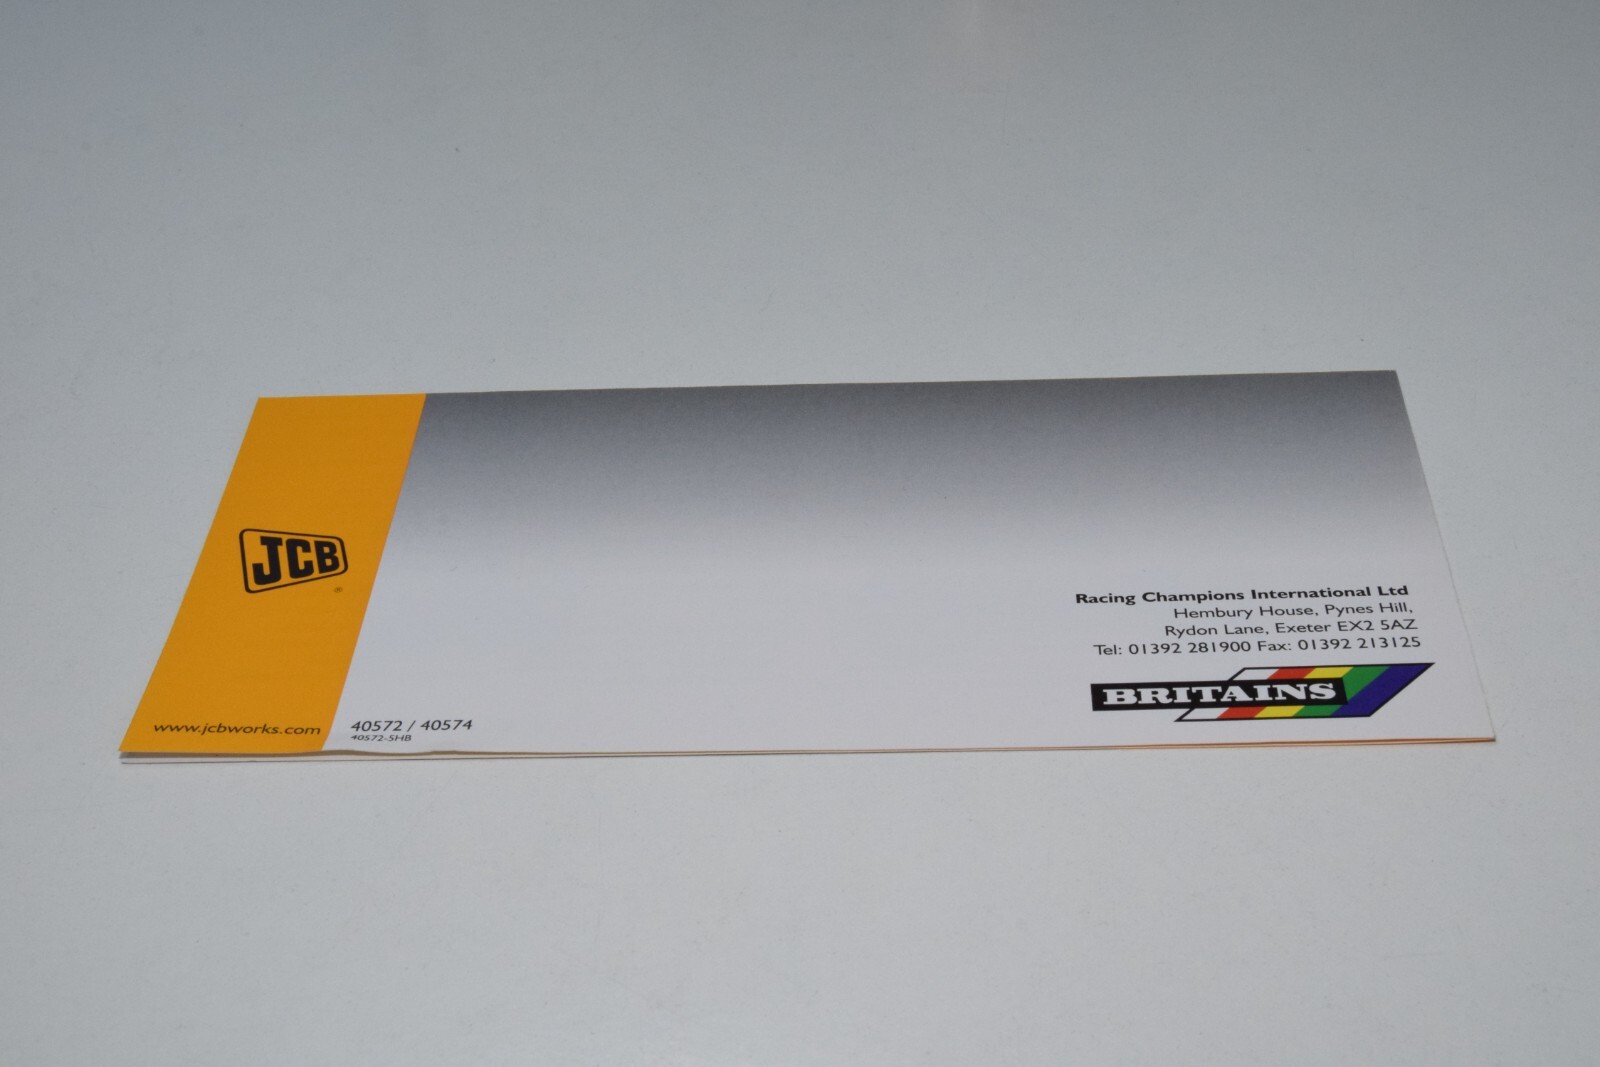 JCB
®
www.jcbworks.com
40572 / 40574
40572-SHB
Racing Champions International Ltd
Hembury House, Pynes Hill,
Rydon Lane, Exeter EX2 5AZ
Tel: 01392 281900 Fax: 01392 213125
BRITAINS